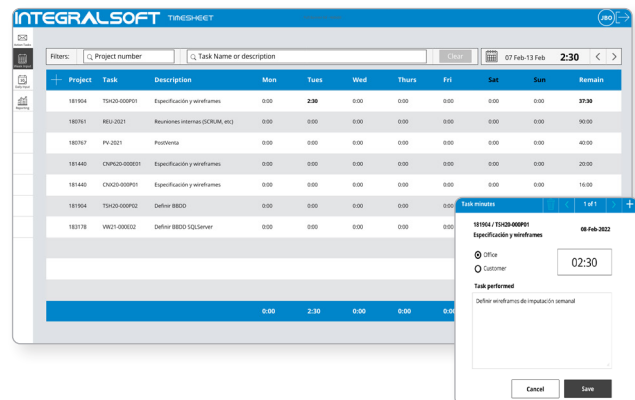 INTEGRALSOFT TIMESHEET
JBO
Filters: Project number Task Name or description Clear 07 Feb-13 Feb 2:30
Project Task Description Mon Tues Wed Thurs Fri Sat Sun Remain
181904 TSH20-000P01 Especificación y wireframes 0:00 2:30 0:00 0:00 0:00 0:00 0:00 37:30
180761 REU-2021 Reuniones internas (SCRUM, etc) 0:00 0:00 0:00 0:00 0:00 0:00 0:00 90:00
180767 PV-2021 PostVenta 0:00 0:00 0:00 0:00 0:00 0:00 0:00 40:00
181440 CNP620-000E01 Especificación y wireframes 0:00 0:00 0:00 0:00 0:00 0:00 0:00 20:00
181440 CNX20-000P01 Especificación y wireframes 0:00 0:00 0:00 0:00 0:00 0:00 0:00 16:00
181904 TSH20-000P02 Definir BBDD 0:00 0:00 0:00 0:00 0:00
183178 VW21-000E02 Definir BBDD SQLServer 0:00 0:00 0:00 0:00 0:00
0:00 2:30 0:00 0:00 0:00
Task minutes 1 of 1
181904 / TSH20-000P01 08-Feb-2022
Especificación y wireframes
Office
Customer
02:30
Task performed
Definir wireframes de imputación semanal
Cancel Save